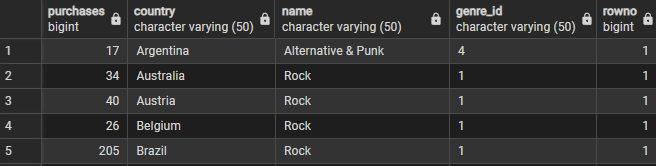 purchases country name genre_id rowno
bigint character varying (50) character varying (50) character varying (50) bigint
1 17 Argentina Alternative & Punk 4 1
2 34 Australia Rock 1 1
3 40 Austria Rock 1 1
4 26 Belgium Rock 1 1
5 205 Brazil Rock 1 1